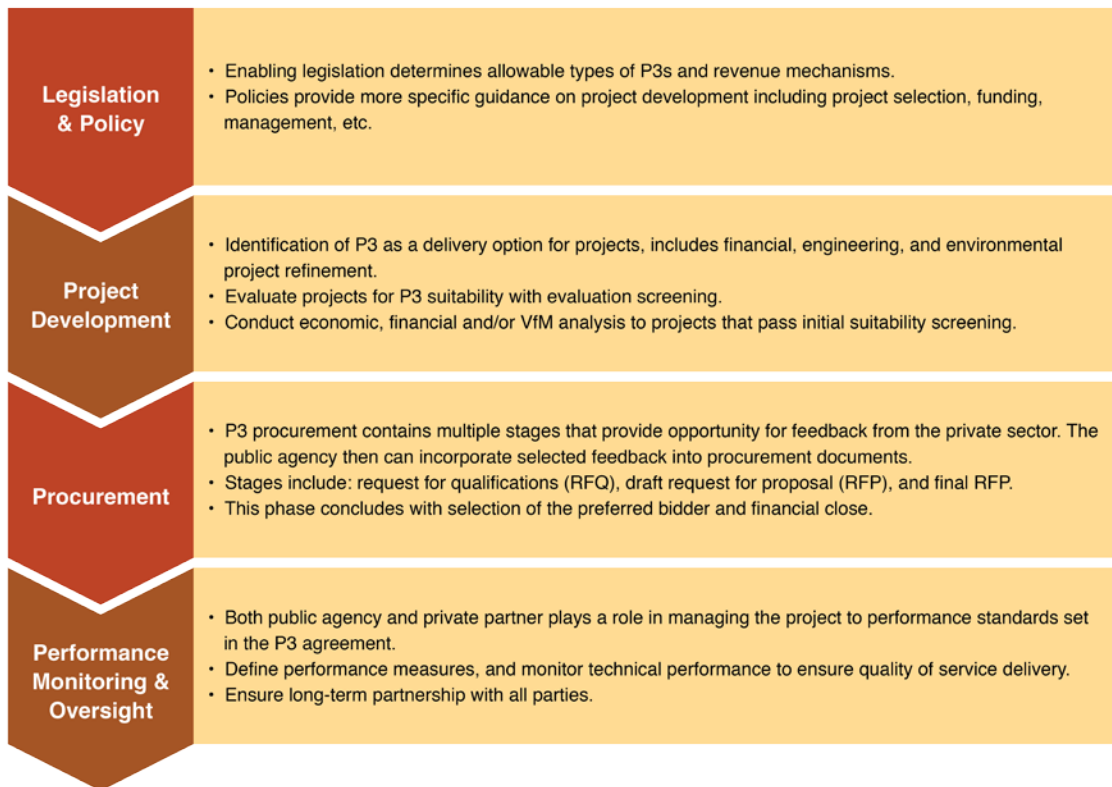 Legislation
& Policy
• Enabling legislation determines allowable types of P3s and revenue mechanisms.
• Policies provide more specific guidance on project development including project selection, funding,
management, etc.
Project
Development
• Identification of P3 as a delivery option for projects, includes financial, engineering, and environmental
project refinement.
• Evaluate projects for P3 suitability with evaluation screening.
• Conduct economic, financial and/or VfM analysis to projects that pass initial suitability screening.
Procurement
• P3 procurement contains multiple stages that provide opportunity for feedback from the private sector. The
public agency then can incorporate selected feedback into procurement documents.
• Stages include: request for qualifications (RFQ), draft request for proposal (RFP), and final RFP.
• This phase concludes with selection of the preferred bidder and financial close.
Performance
Monitoring &
Oversight
• Both public agency and private partner plays a role in managing the project to performance standards set
in the P3 agreement.
• Define performance measures, and monitor technical performance to ensure quality of service delivery.
• Ensure long-term partnership with all parties.